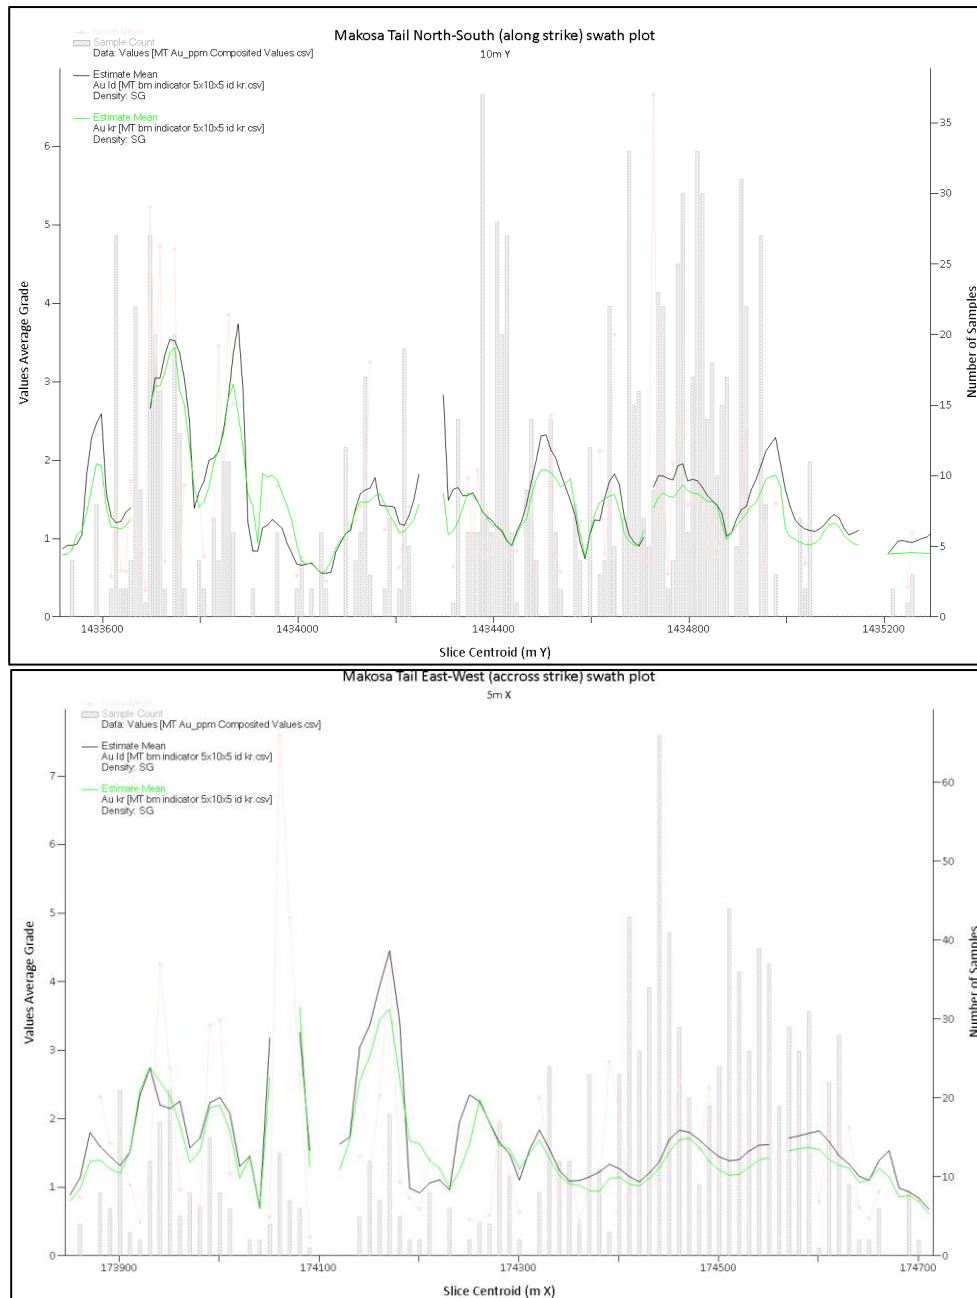 Makosa Tail North-South (along strike) swath plot
10m Y
Naive Mean
Sample Count
Data: Values [MT Au_ppm Composited Values.csv]
Estimate Mean
Au Id [MT bm indicator 5x10x5 id kr.csv]
Density: SG
Estimate Mean
Au kr [MT bm indicator 5x10x5 id kr.csv]
Density: SG
Values Average Grade
6
5
4
3
2
1
0
Number of Samples
35
30
25
20
15
10
5
0
1433600
1434000
1434400
1434800
1435200
Slice Centroid (m Y)
Makosa Tail East-West (accross strike) swath plot
5m X
Naive Mean
Sample Count
Data: Values [MT Au_ppm Composited Values.csv]
Estimate Mean
Au Id [MT bm indicator 5x10x5 id kr.csv]
Density: SG
Estimate Mean
Au kr [MT bm indicator 5x10x5 id kr.csv]
Density: SG
Values Average Grade
7
6
5
4
3
2
1
0
Number of Samples
60
50
40
30
20
10
0
173900
174100
174300
174500
174700
Slice Centroid (m X)